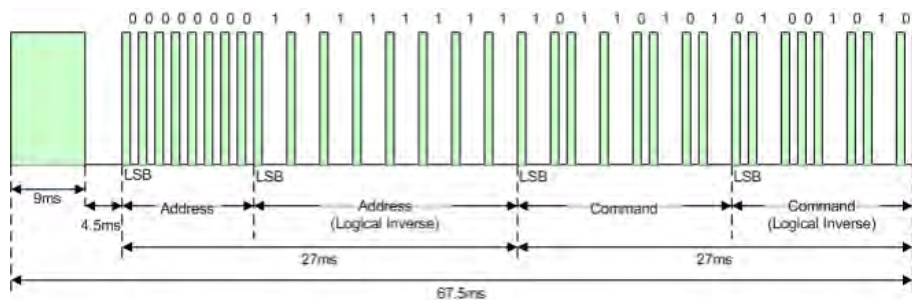 0 0 0 0 0 0 0 0 1 1 1 1 1 1 1 1 1 0 1 1 0 1 0 1 0 1 0 0 1 0 1 0
LSB LSB LSB LSB
9ms
4.5ms
Address
Address
(Logical Inverse)
Command
Command
(Logical Inverse)
27ms 27ms
67.5ms